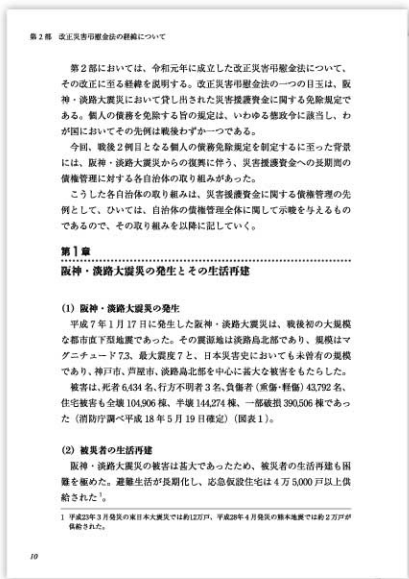 第2部 改正災害弔慰金法の経緯について
第2部においては、令和元年に成立した改正災害弔慰金法について、
その改正に至る経緯を説明する。改正災害弔慰金法の一つの目玉は、阪
神・淡路大震災において貸し出された災害援護資金に関する免除規定で
ある。個人の債務を免除する旨の規定は、いわゆる徳政令に該当し、わ
が国においてその先例は戦後わずか一つである。
今回、戦後2例目となる個人の債務免除規定を制定するに至った背景
には、阪神・淡路大震災からの復興に伴う、災害援護資金への長期間の
債権管理に対する各自治体の取り組みがあった。
こうした各自治体の取り組みは、災害援護資金に関する債権管理の先
例として、ひいては、自治体の債権管理全体に関して示唆を与えるもの
であるので、その取り組みを以降に記していく。
第1章
阪神・淡路大震災の発生とその生活再建
(1) 阪神・淡路大震災の発生
平成7年1月17日に発生した阪神・淡路大震災は、戦後初の大規模
な都市直下型地震であった。その震源地は淡路島北部であり、規模はマ
グニチュード7.3、最大震度7と、日本災害史においても未曽有の規模
であり、神戸市、芦屋市、淡路島北部を中心に甚大な被害をもたらした。
被害は、死者6,434名、行方不明者3名、負傷者(重傷・軽傷)43,792名、
住宅被害も全壊104,906棟、半壊144,274棟、一部破損390,506棟であっ
た(消防庁調べ平成18年5月19日確定)(図表1)。
(2) 被災者の生活再建
阪神・淡路大震災の被害は甚大であったため、被災者の生活再建も困
難を極めた。避難生活が長期化し、応急仮設住宅は4万5,000戸以上供
給された1。
1 平成23年3月発災の東日本大震災では約12万戸、平成28年4月発災の熊本地震では約2万戸が
供給された。
10